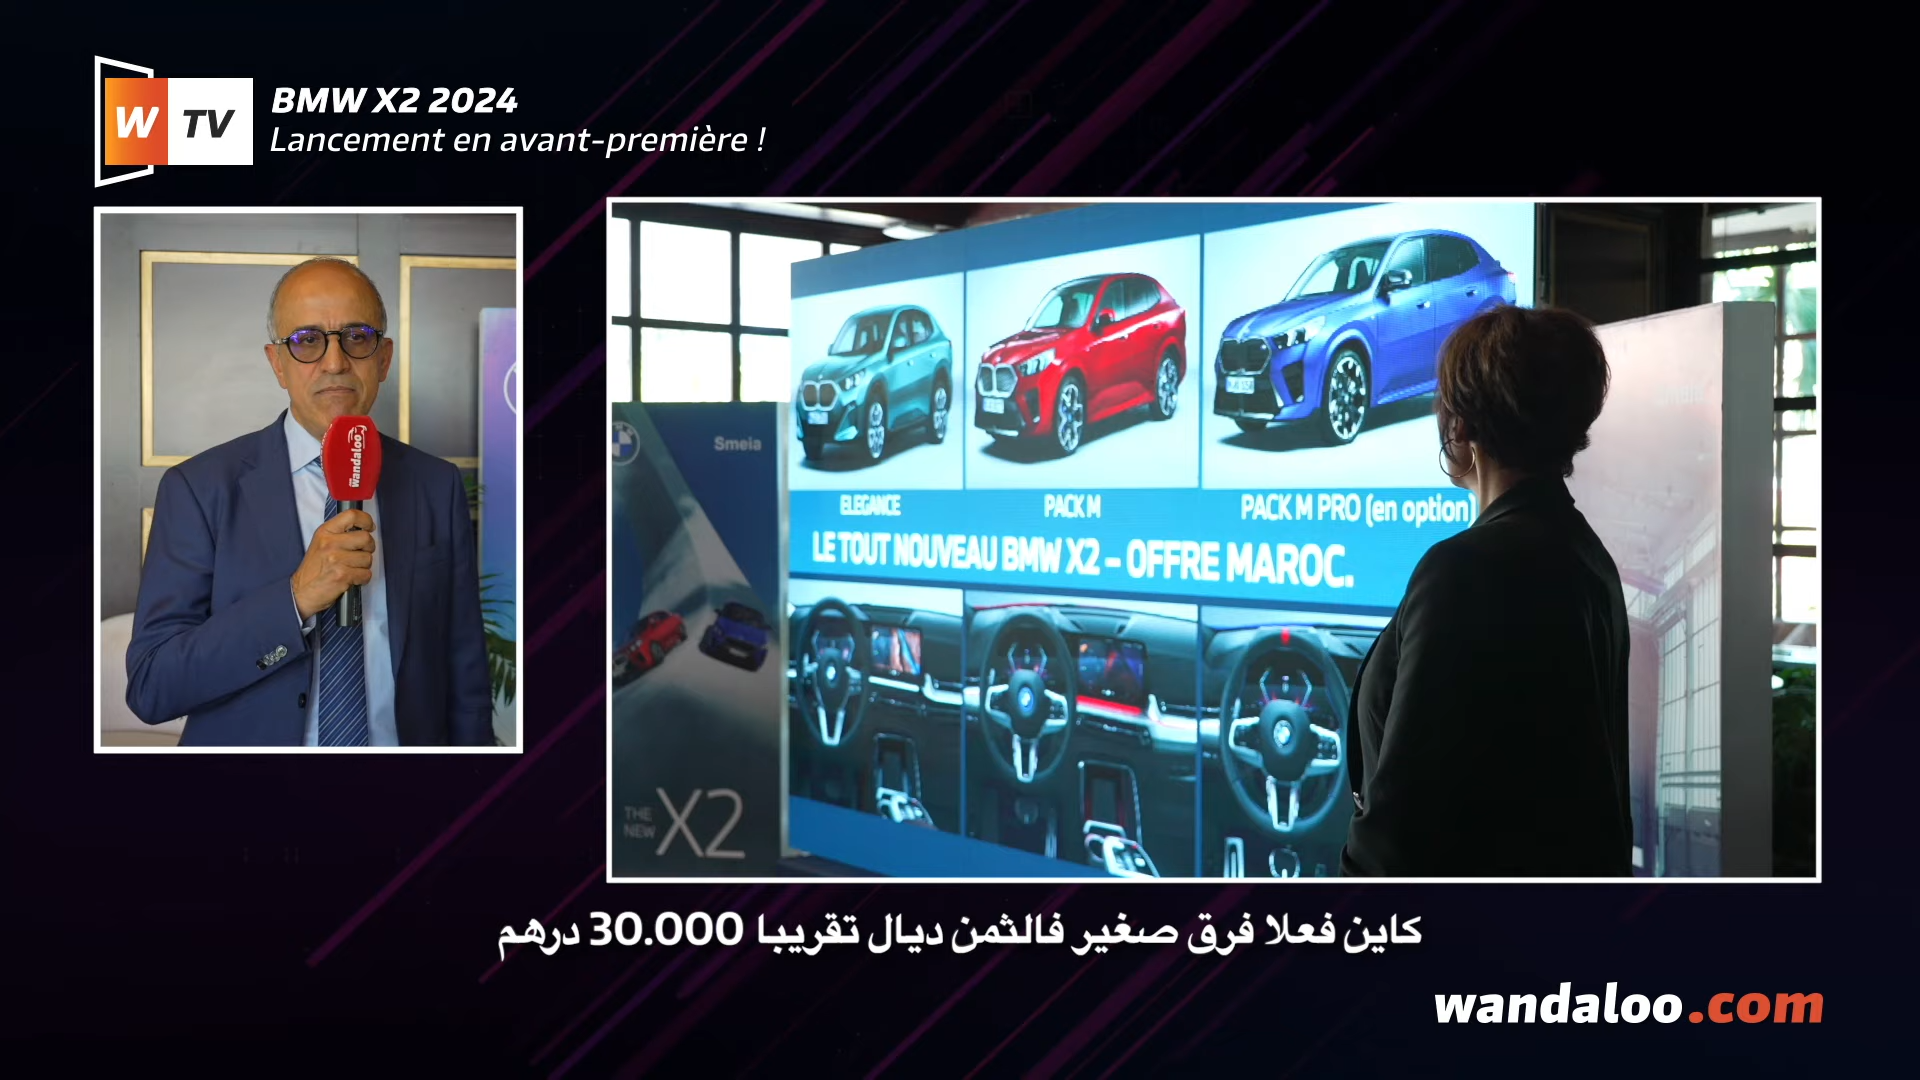 W TV
BMW X2 2024
Lancement en avant-première !
wandaloo
Smeia
ELEGANCE
PACK M
PACK M PRO (en option)
LE TOUT NOUVEAU BMW X2 – OFFRE MAROC.
THE NEW X2
كاين فعلا فرق صغير فالثمن ديال تقريبا 30.000 درهم
wandaloo.com